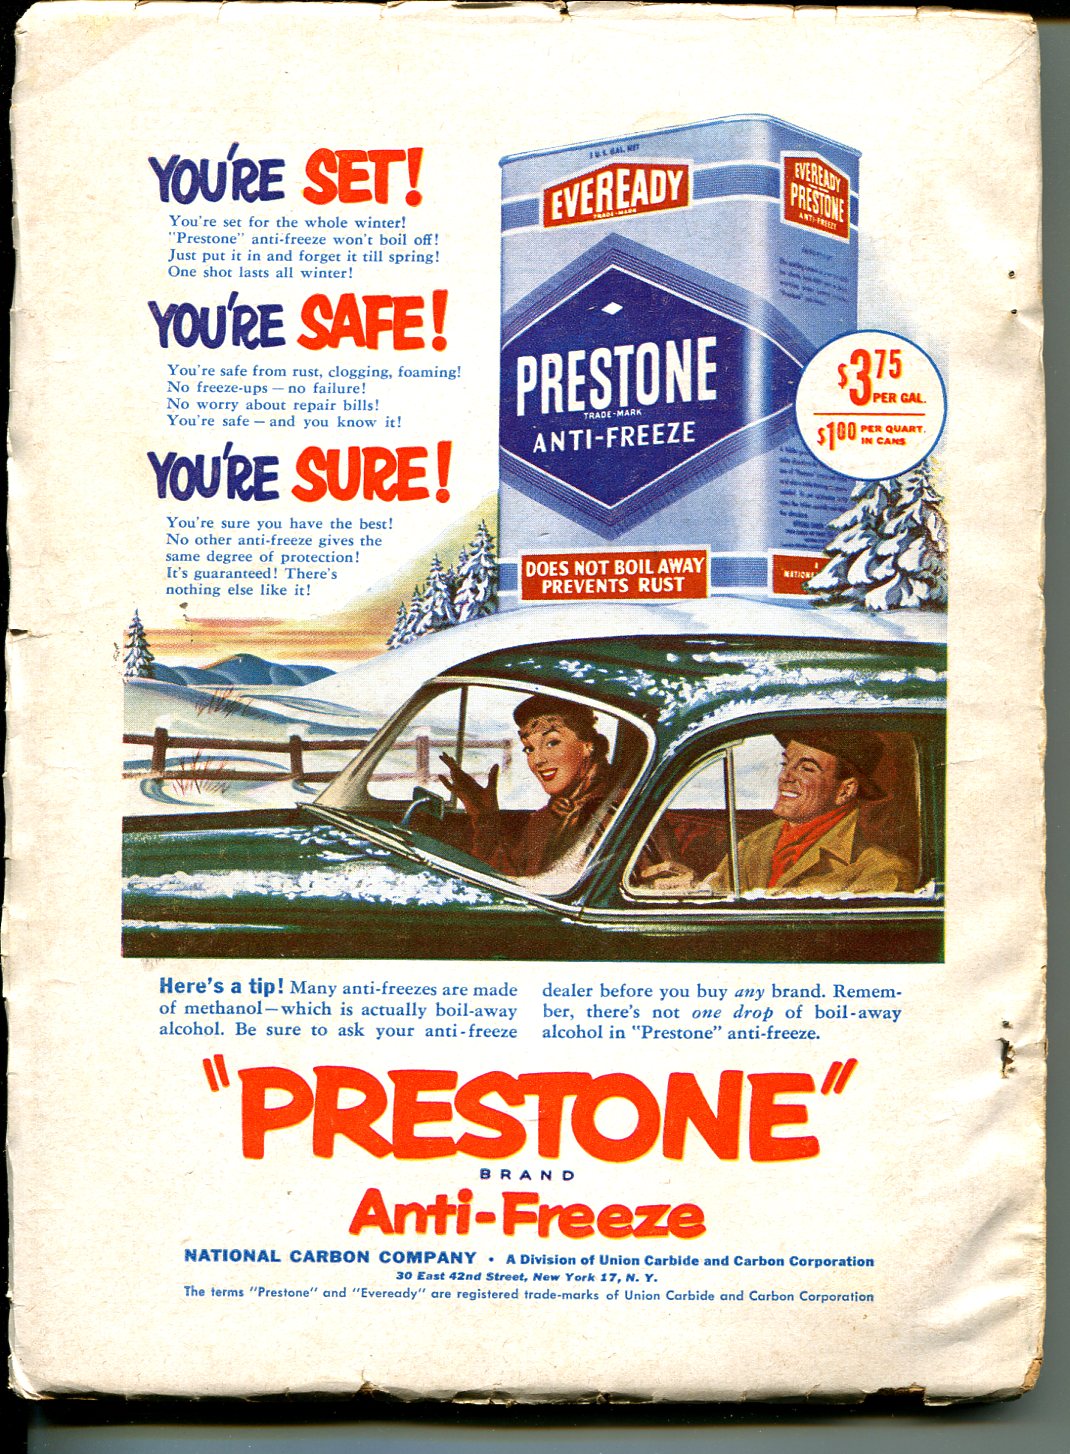 YOU'RE SET!
You're set for the whole winter!
"Prestone" anti-freeze won't boil off!
Just put it in and forget it till spring!
One shot lasts all winter!
YOU'RE SAFE!
You're safe from rust, clogging, foaming!
No freeze-ups — no failure!
No worry about repair bills!
You're safe — and you know it!
YOU'RE SURE!
You're sure you have the best!
No other anti-freeze gives the
same degree of protection!
It's guaranteed! There's
nothing else like it!
1 U.S. GAL. NET
EVEREADY
TRADE-MARK
PRESTONE
TRADE-MARK
ANTI-FREEZE
DOES NOT BOIL AWAY
PREVENTS RUST
EVEREADY
PRESTONE
ANTI-FREEZE
$3.75
PER GAL.
$1.00 PER QUART
IN CANS
Here's a tip! Many anti-freezes are made
of methanol—which is actually boil-away
alcohol. Be sure to ask your anti-freeze
dealer before you buy any brand. Remem-
ber, there's not one drop of boil-away
alcohol in "Prestone" anti-freeze.
"PRESTONE"
BRAND
Anti-Freeze
NATIONAL CARBON COMPANY • A Division of Union Carbide and Carbon Corporation
30 East 42nd Street, New York 17, N. Y.
The terms "Prestone" and "Eveready" are registered trade-marks of Union Carbide and Carbon Corporation